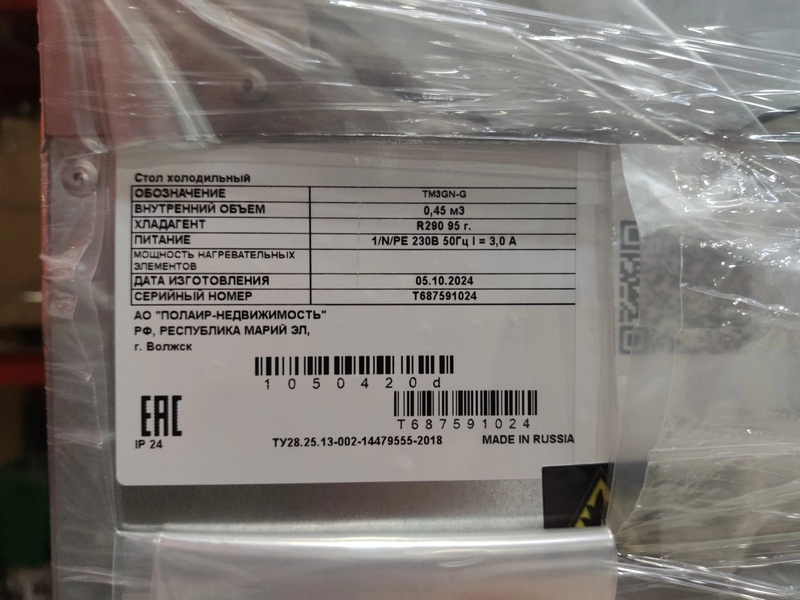 Стол холодильный
ОБОЗНАЧЕНИЕ TM3GN-G
ВНУТРЕННИЙ ОБЪЕМ 0,45 м3
ХЛАДАГЕНТ R290 95 г.
ПИТАНИЕ 1/N/PE 230В 50Гц I = 3,0 А
МОЩНОСТЬ НАГРЕВАТЕЛЬНЫХ
ЭЛЕМЕНТОВ
ДАТА ИЗГОТОВЛЕНИЯ 05.10.2024
СЕРИЙНЫЙ НОМЕР T687591024
АО "ПОЛАИР-НЕДВИЖИМОСТЬ"
РФ, РЕСПУБЛИКА МАРИЙ ЭЛ,
г. Волжск
1050420d
T687591024
EAC
IP 24 ТУ28.25.13-002-14479555-2018 MADE IN RUSSIA